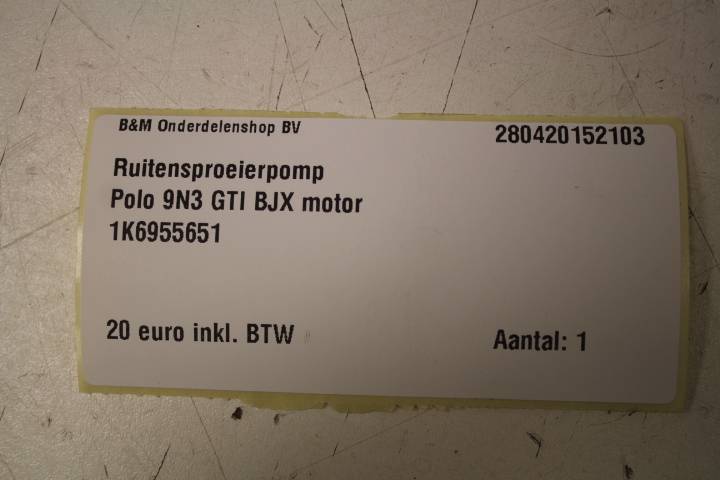 B&M Onderdelenshop BV
280420152103
Ruitensproeierpomp
Polo 9N3 GTI BJX motor
1K6955651
20 euro inkl. BTW
Aantal: 1